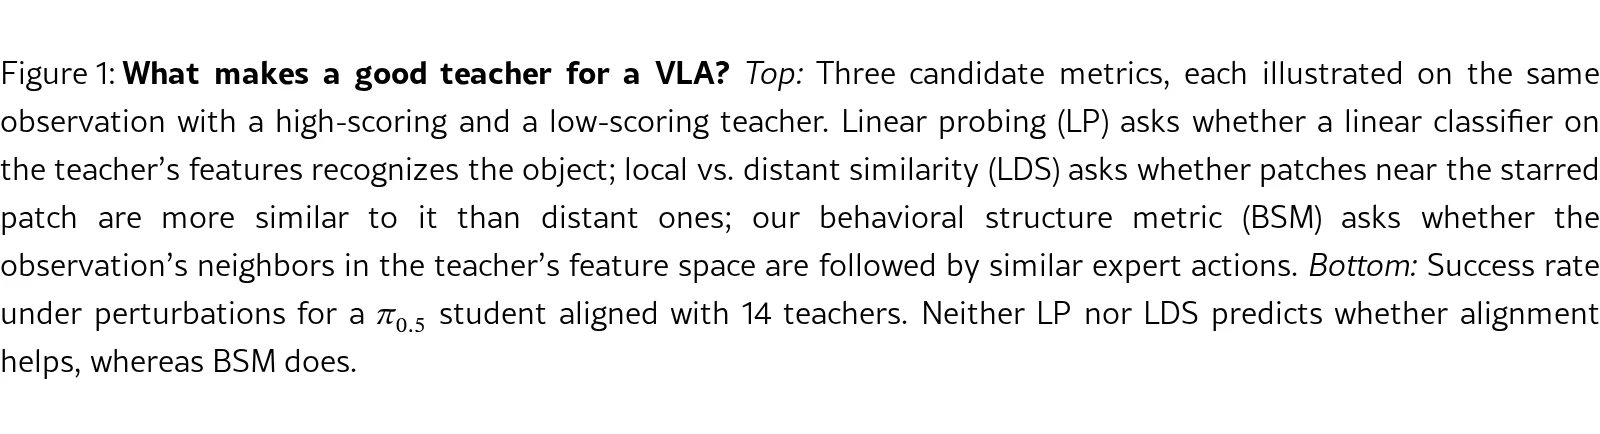 Figure 1: What makes a good teacher for a VLA? Top: Three candidate metrics, each illustrated on the same
observation with a high-scoring and a low-scoring teacher. Linear probing (LP) asks whether a linear classifier on
the teacher’s features recognizes the object; local vs. distant similarity (LDS) asks whether patches near the starred
patch are more similar to it than distant ones; our behavioral structure metric (BSM) asks whether the
observation’s neighbors in the teacher’s feature space are followed by similar expert actions. Bottom: Success rate
under perturbations for a π0.5 student aligned with 14 teachers. Neither LP nor LDS predicts whether alignment
helps, whereas BSM does.